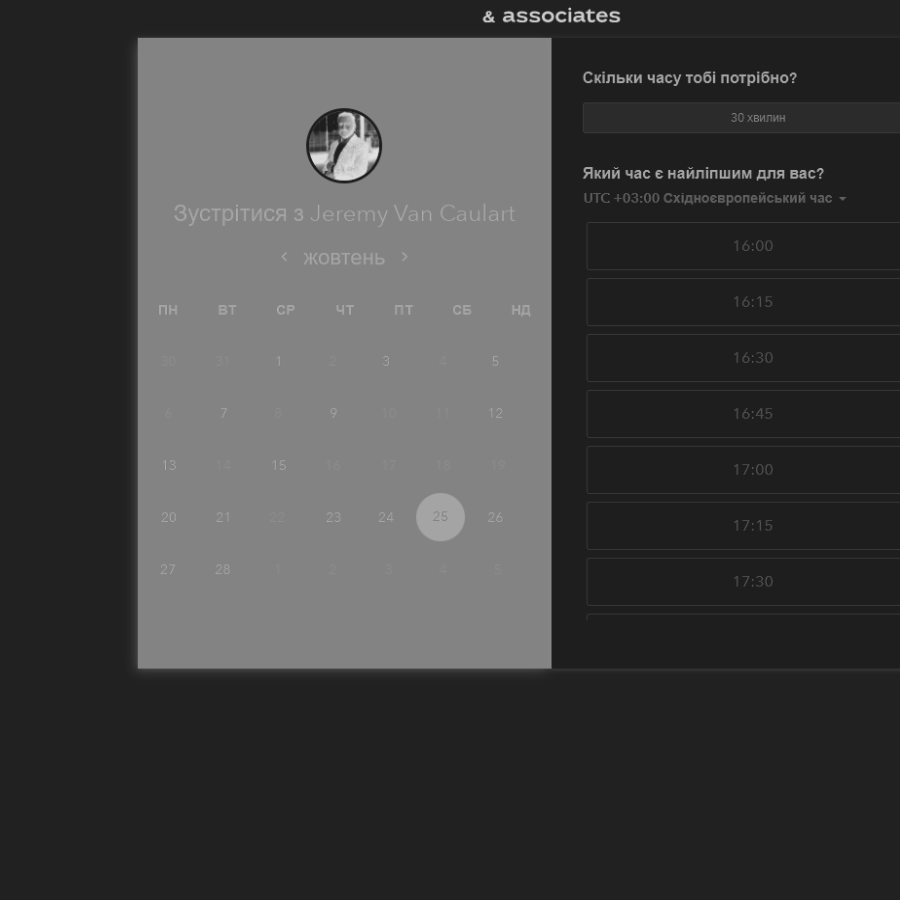 & associates
Зустрітися з Jeremy Van Caulart
жовтень
ПН ВТ СР ЧТ ПТ СБ НД
30 31 1 2 3 4 5
6 7 8 9 10 11 12
13 14 15 16 17 18 19
20 21 22 23 24 25 26
27 28 1 2 3 4 5
Скільки часу тобі потрібно?
30 хвилин
Який час є найліпшим для вас?
UTC +03:00 Східноєвропейський час
16:00
16:15
16:30
16:45
17:00
17:15
17:30